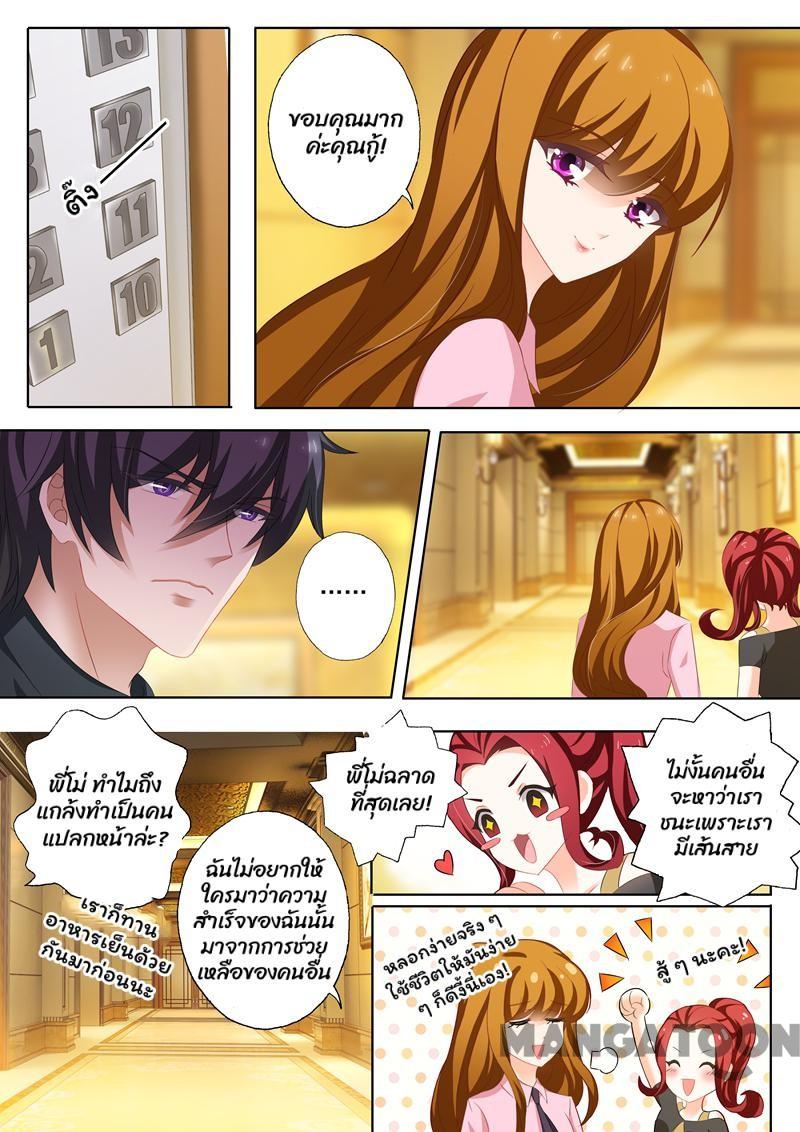 13
12
11
10
1
ติ๊ง
ขอบคุณมาก
ค่ะคุณกู้!
......
พี่โม่ ทำไมถึง
แกล้งทำเป็นคน
แปลกหน้าล่ะ?
เราก็ทาน
อาหารเย็นด้วย
กันมาก่อนนะ
ฉันไม่อยากให้
ใครมาว่าความ
สำเร็จของฉันนั้น
มาจากการช่วย
เหลือของคนอื่น
พี่โม่ฉลาด
ที่สุดเลย!
ไม่งั้นคนอื่น
จะหาว่าเรา
ชนะเพราะเรา
มีเส้นสาย
หลอกง่ายจริง ๆ
ใช้ชีวิตให้มันง่าย
ๆ ก็ดีงี้นี่เอง!
สู้ ๆ นะคะ!
MANGATOON